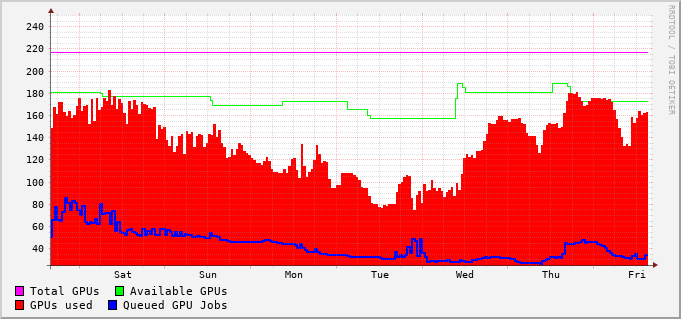 RRDTOOL / TOBI OETIKER
240
220
200
180
160
140
120
100
80
60
40
Sat Sun Mon Tue Wed Thu Fri
Total GPUs Available GPUs
GPUs used Queued GPU Jobs